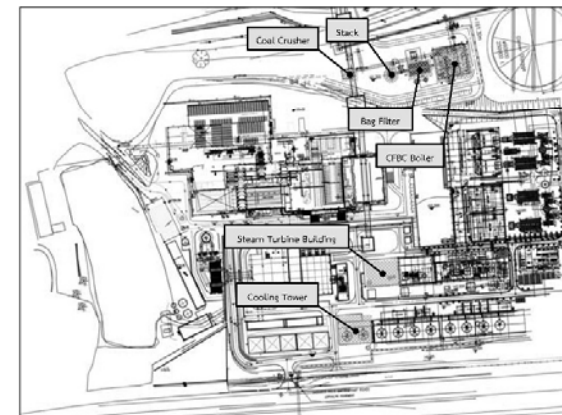 Stack
Coal Crusher
Bag Filter
CFBC Boiler
Steam Turbine Building
Cooling Tower